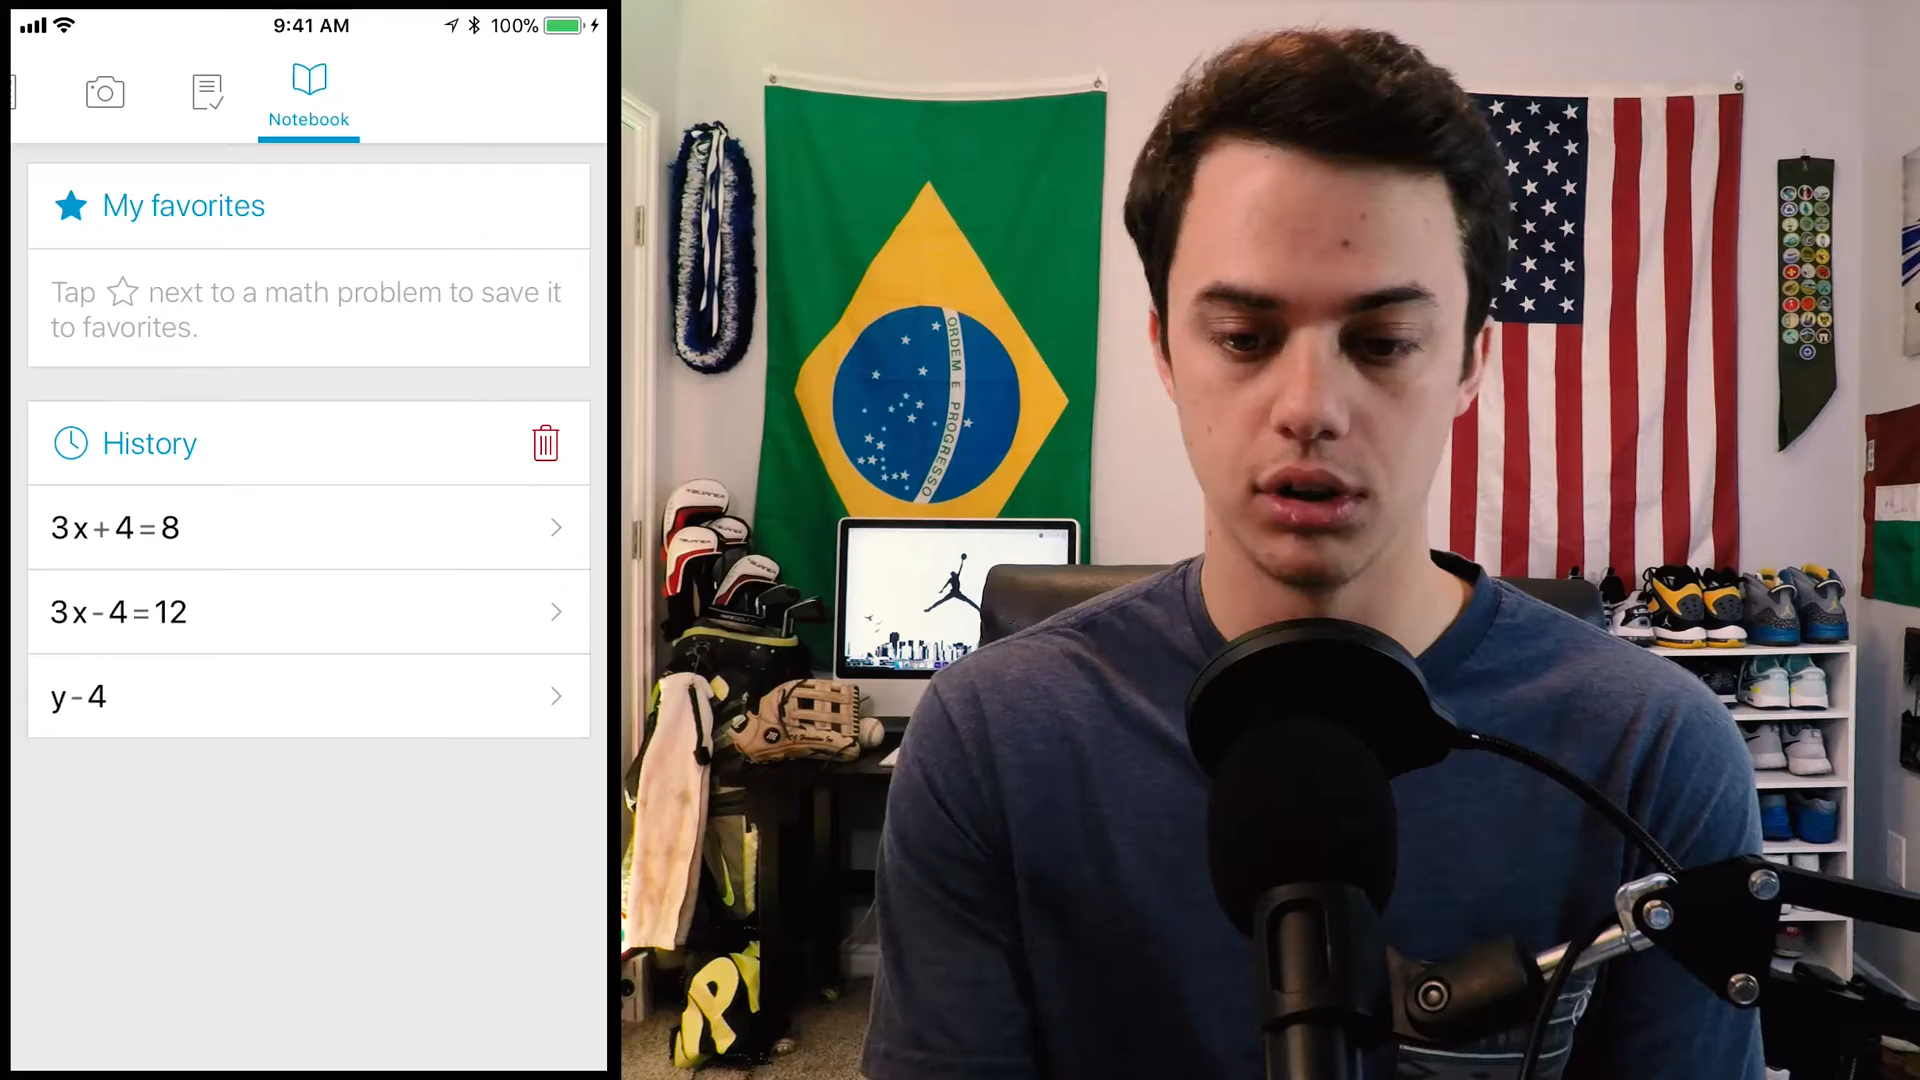 9:41 AM
100%
Notebook
My favorites
Tap next to a math problem to save it
to favorites.
History
3x+4=8
3x-4=12
y-4
ORDEM E PROGRESSO